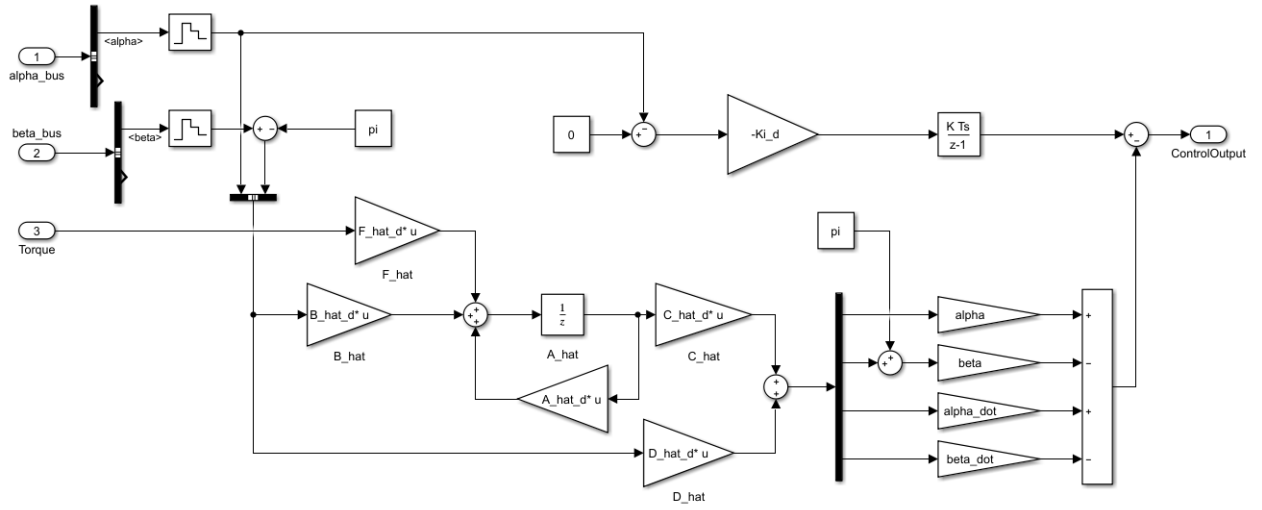 1
alpha_bus
<alpha>
beta_bus
2
<beta>
+
−
pi
0
−
+
-Ki_d
K Ts
z-1
+
−
1
ControlOutput
3
Torque
F_hat_d* u
F_hat
B_hat_d* u
B_hat
+
+
+
1
z
A_hat
A_hat_d* u
C_hat_d* u
C_hat
D_hat_d* u
D_hat
+
+
pi
+
+
alpha
+
beta
−
alpha_dot
+
beta_dot
−